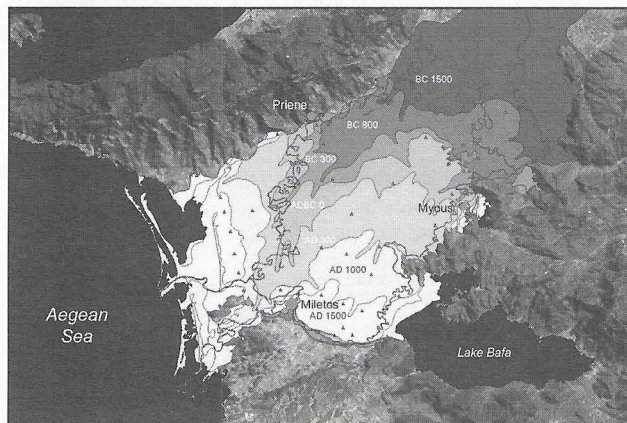 BC 1500
Priene
BC 800
BC 300
Myous
AD/BC 0
AD 300
AD 1000
Miletos
AD 1500
Aegean
Sea
Lake Bafa